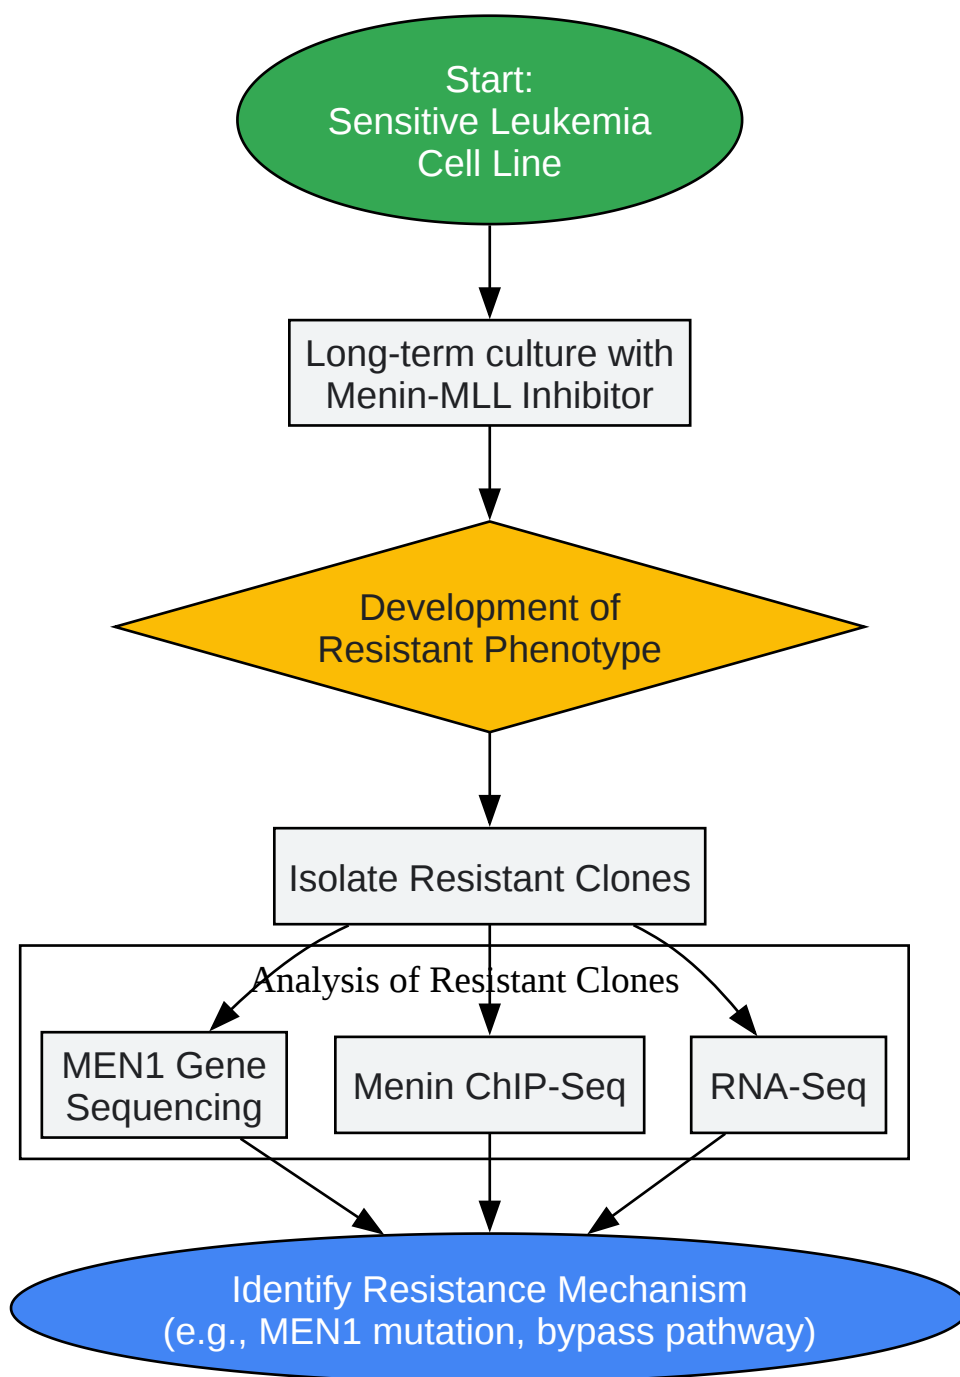 Start:
Sensitive Leukemia
Cell Line
Long-term culture with
Menin-MLL Inhibitor
Development of
Resistant Phenotype
Isolate Resistant Clones
Analysis of Resistant Clones
MEN1 Gene
Sequencing
Menin ChIP-Seq
RNA-Seq
Identify Resistance Mechanism
(e.g., MEN1 mutation, bypass pathway)